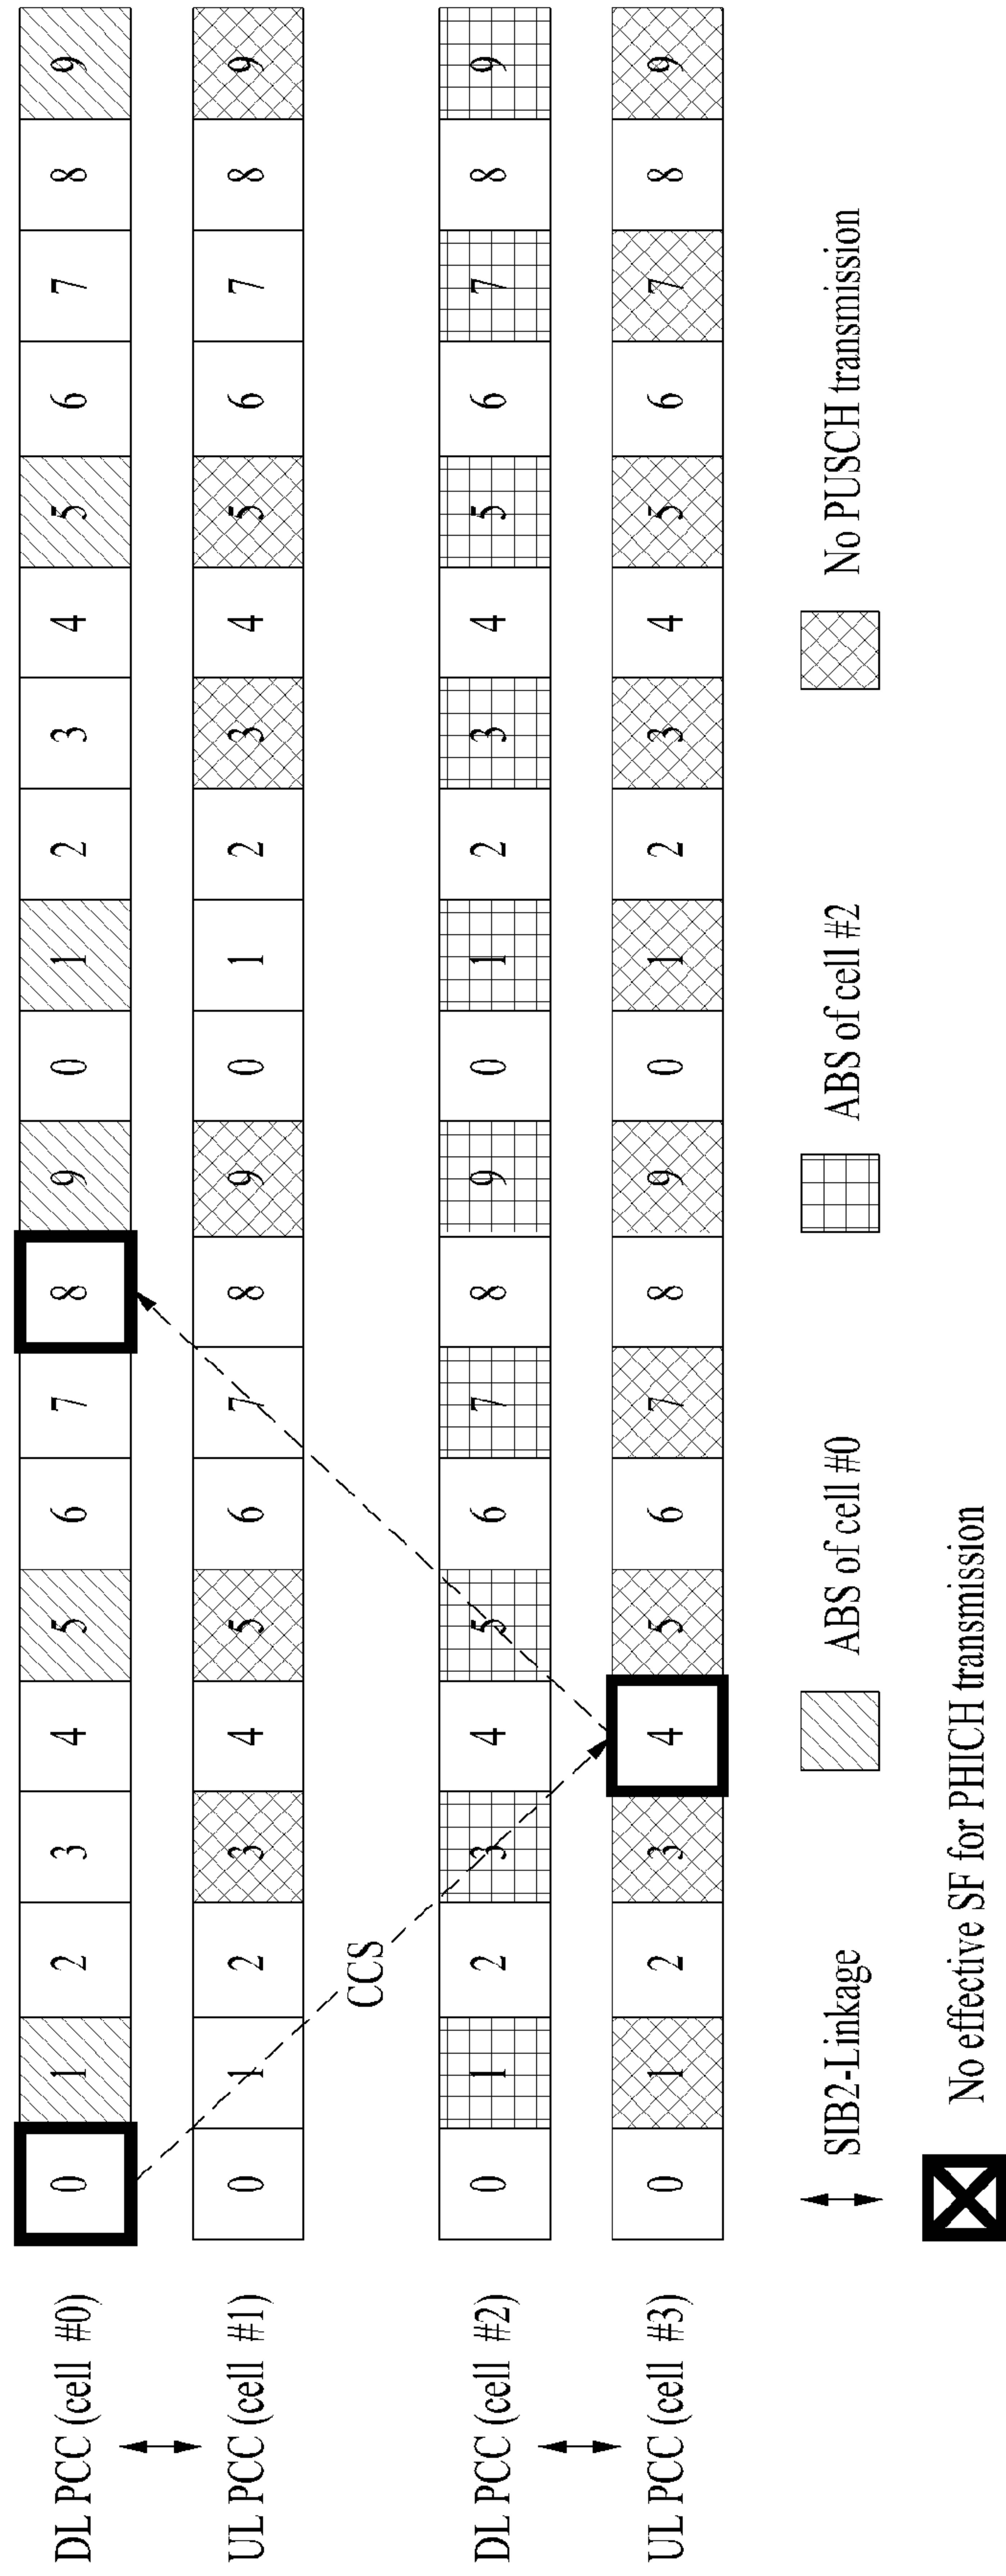 DL PCC (cell #0) 0 1 2 3 4 5 6 7 8 9 0 1 2 3 4 5 6 7 8 9
UL PCC (cell #1) 0 1 2 3 4 5 6 7 8 9 0 1 2 3 4 5 6 7 8 9
CCS
DL PCC (cell #2) 0 1 2 3 4 5 6 7 8 9 0 1 2 3 4 5 6 7 8 9
UL PCC (cell #3) 0 1 2 3 4 5 6 7 8 9 0 1 2 3 4 5 6 7 8 9
SIB2-Linkage ABS of cell #0 ABS of cell #2 No PUSCH transmission
No effective SF for PHICH transmission